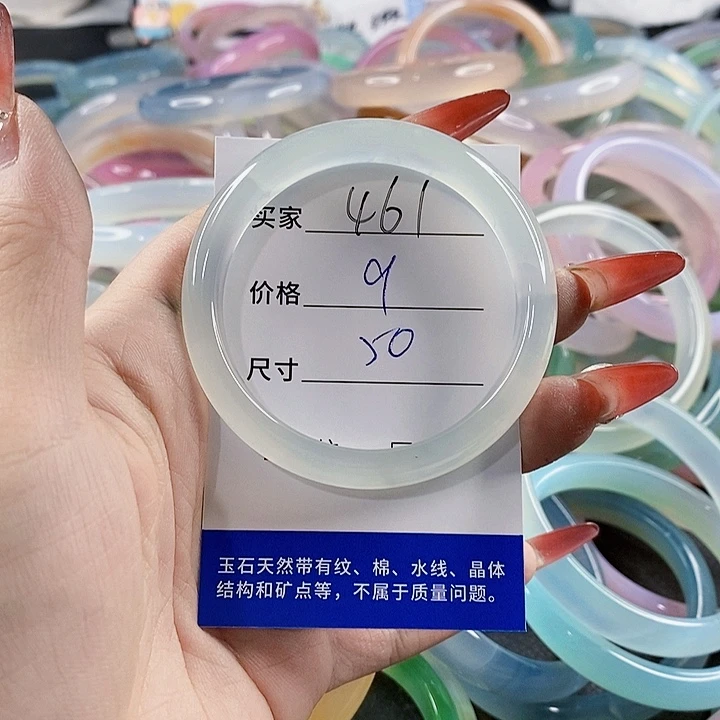 买家 461
价格 9
尺寸 50
玉石天然带有纹、棉、水线、晶体
结构和矿点等，不属于质量问题。